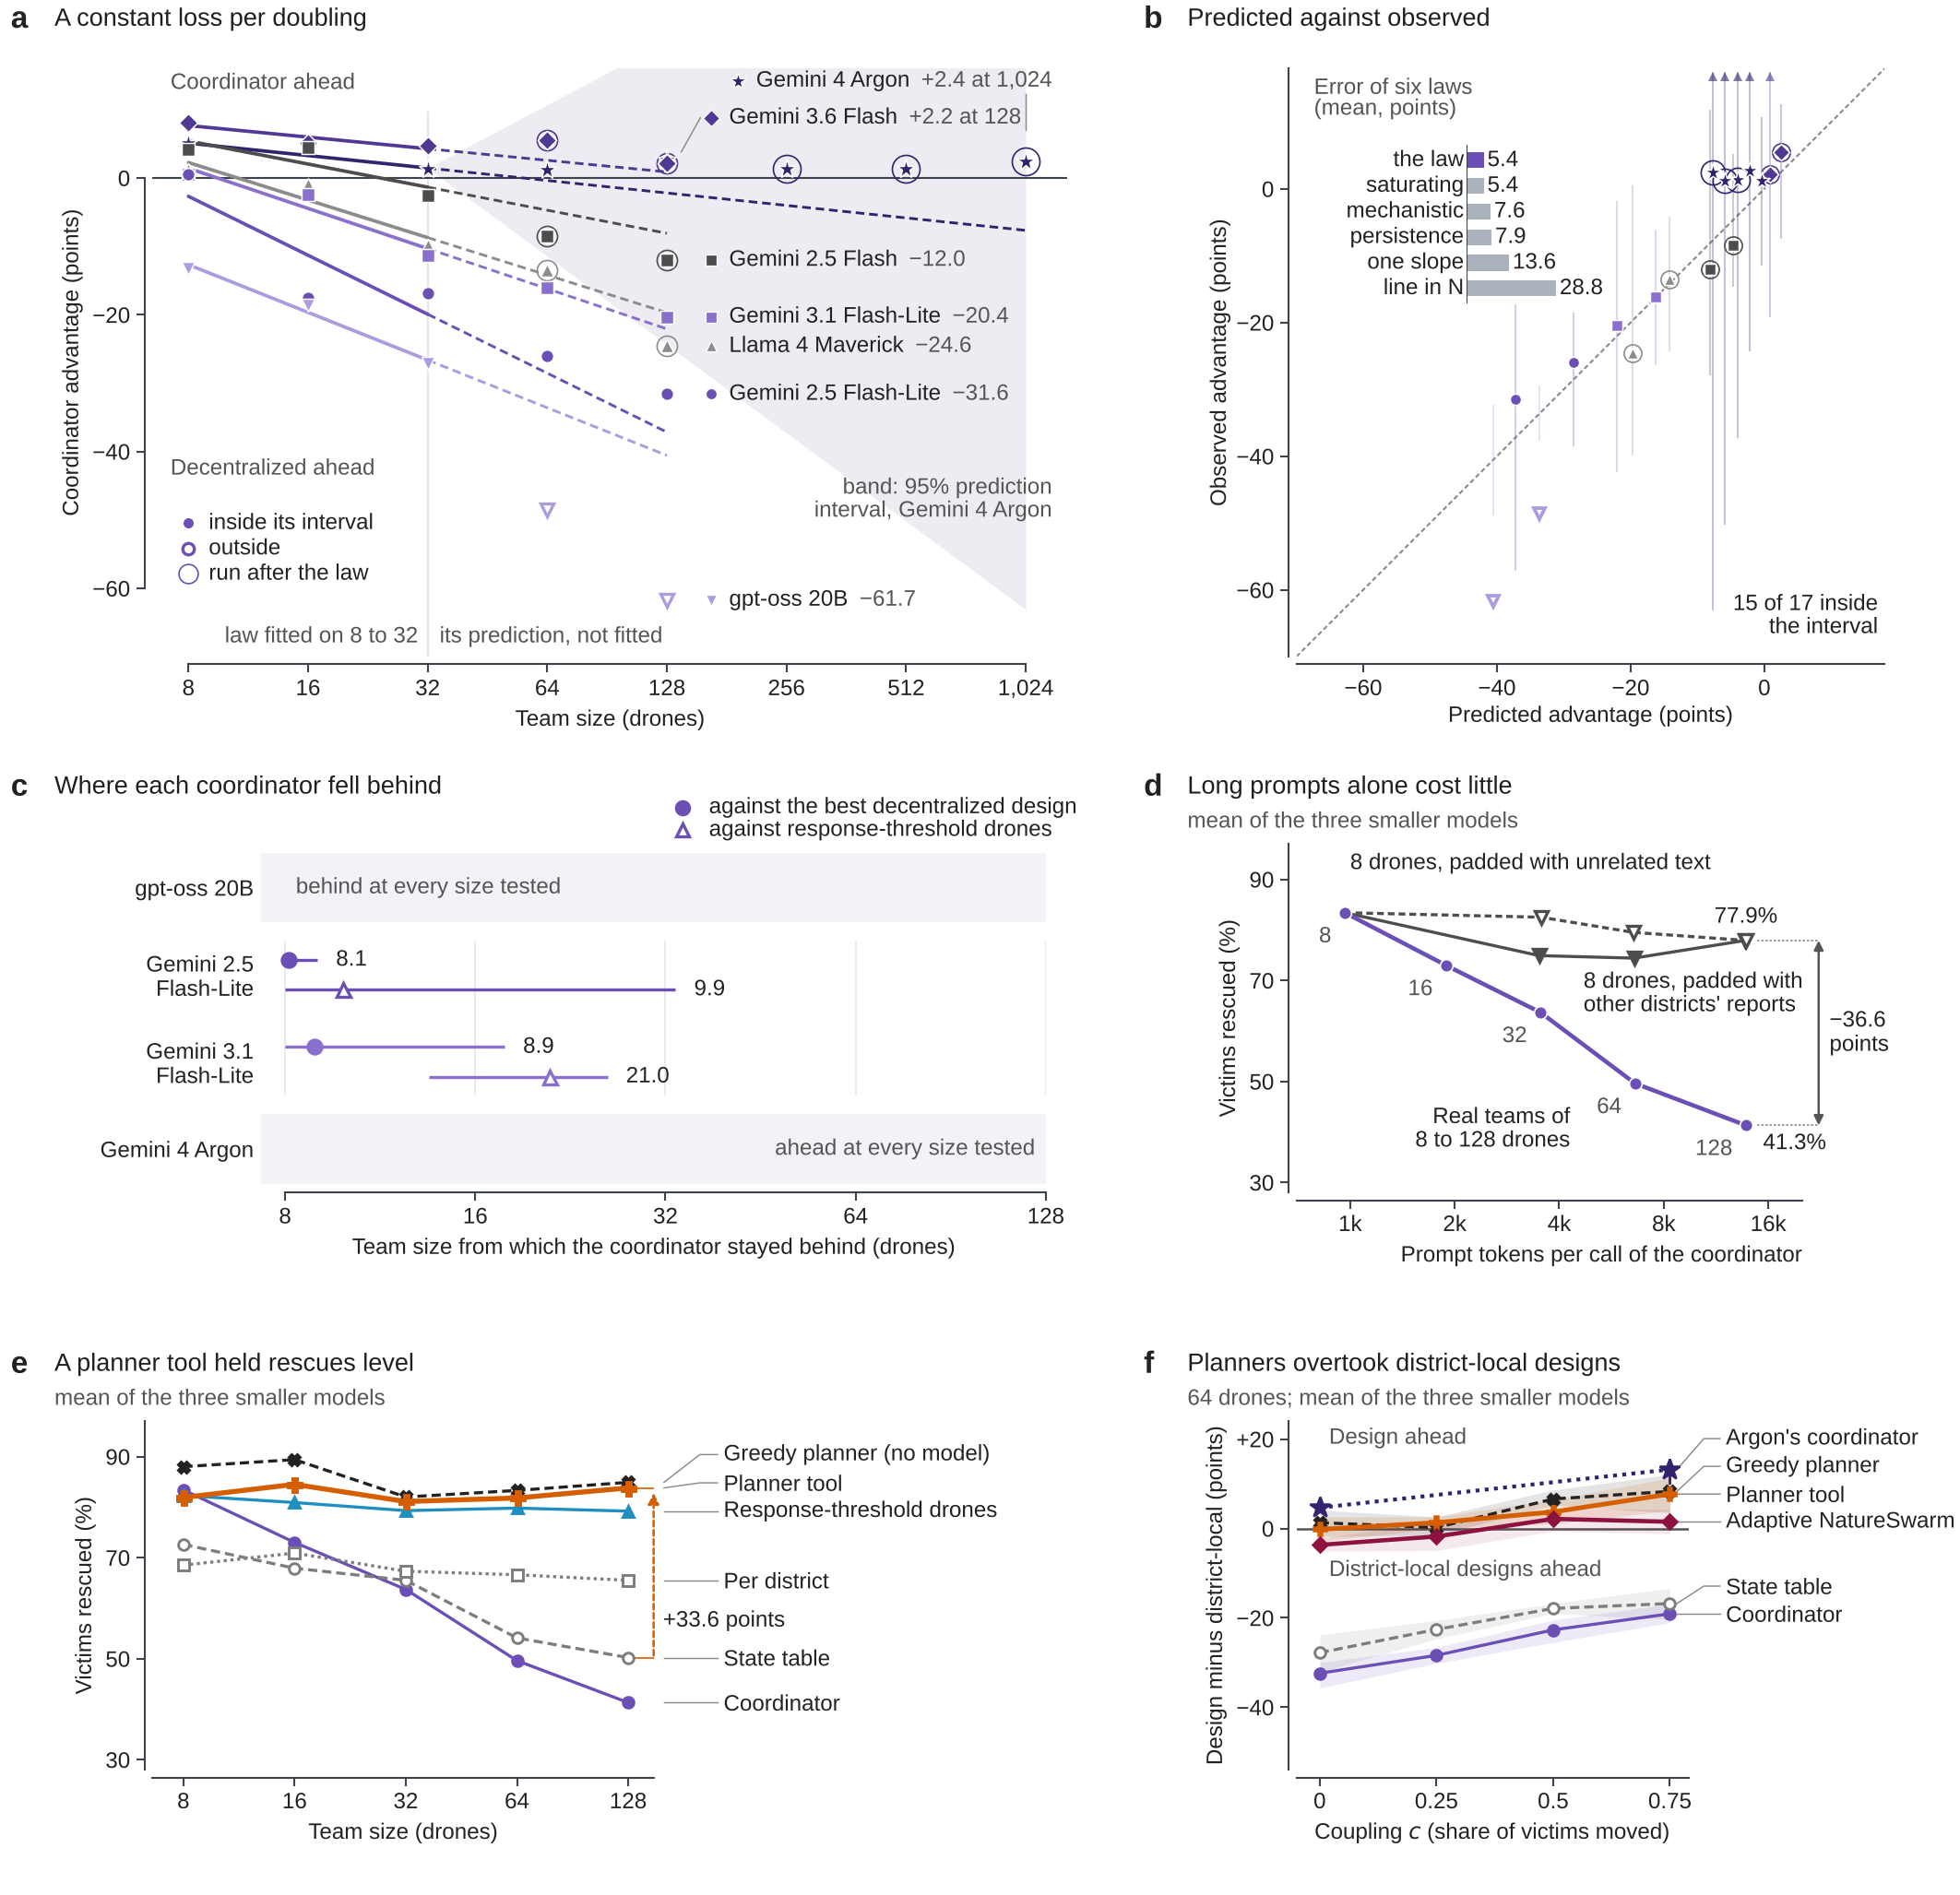 a A constant loss per doubling
Coordinator ahead
Gemini 4 Argon +2.4 at 1,024
Gemini 3.6 Flash +2.2 at 128
Gemini 2.5 Flash −12.0
Gemini 3.1 Flash-Lite −20.4
Llama 4 Maverick −24.6
Gemini 2.5 Flash-Lite −31.6
Decentralized ahead
band: 95% prediction
interval, Gemini 4 Argon
inside its interval
outside
run after the law
gpt-oss 20B −61.7
law fitted on 8 to 32
its prediction, not fitted
0
−20
−40
−60
Coordinator advantage (points)
8 16 32 64 128 256 512 1,024
Team size (drones)
b Predicted against observed
Error of six laws
(mean, points)
the law 5.4
saturating 5.4
mechanistic 7.6
persistence 7.9
one slope 13.6
line in N 28.8
15 of 17 inside
the interval
0
−20
−40
−60
Observed advantage (points)
−60 −40 −20 0
Predicted advantage (points)
c Where each coordinator fell behind
against the best decentralized design
against response-threshold drones
gpt-oss 20B
behind at every size tested
Gemini 2.5
Flash-Lite
8.1
9.9
Gemini 3.1
Flash-Lite
8.9
21.0
Gemini 4 Argon
ahead at every size tested
8 16 32 64 128
Team size from which the coordinator stayed behind (drones)
d Long prompts alone cost little
mean of the three smaller models
8 drones, padded with unrelated text
77.9%
8 drones, padded with
other districts' reports
−36.6
points
8
16
32
64
128
41.3%
Real teams of
8 to 128 drones
90
70
50
30
Victims rescued (%)
1k 2k 4k 8k 16k
Prompt tokens per call of the coordinator
e A planner tool held rescues level
mean of the three smaller models
Greedy planner (no model)
Planner tool
Response-threshold drones
Per district
+33.6 points
State table
Coordinator
90
70
50
30
Victims rescued (%)
8 16 32 64 128
Team size (drones)
f Planners overtook district-local designs
64 drones; mean of the three smaller models
Design ahead
Argon's coordinator
Greedy planner
Planner tool
Adaptive NatureSwarm
District-local designs ahead
State table
Coordinator
+20
0
−20
−40
Design minus district-local (points)
0 0.25 0.5 0.75
Coupling c (share of victims moved)